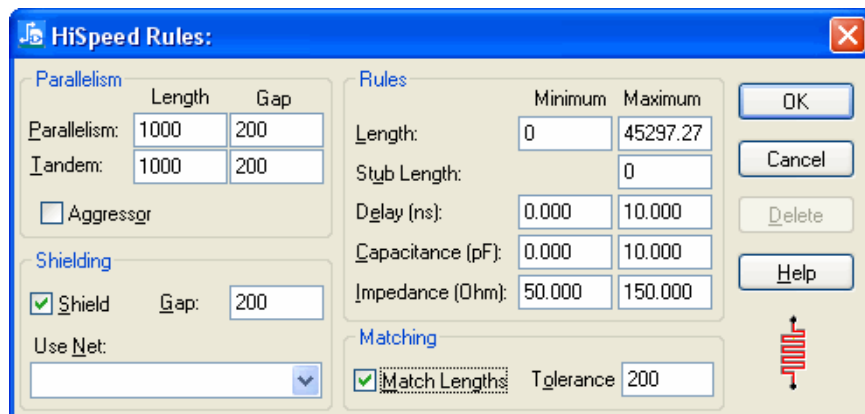 HiSpeed Rules:
Parallelism
Length Gap
Parallelism: 1000 200
Tandem: 1000 200
Aggressor
Shielding
Shield Gap: 200
Use Net:
Rules
Minimum Maximum
Length: 0 45297.27
Stub Length: 0
Delay (ns): 0.000 10.000
Capacitance (pF): 0.000 10.000
Impedance (Ohm): 50.000 150.000
Matching
Match Lengths Tolerance 200
OK
Cancel
Delete
Help